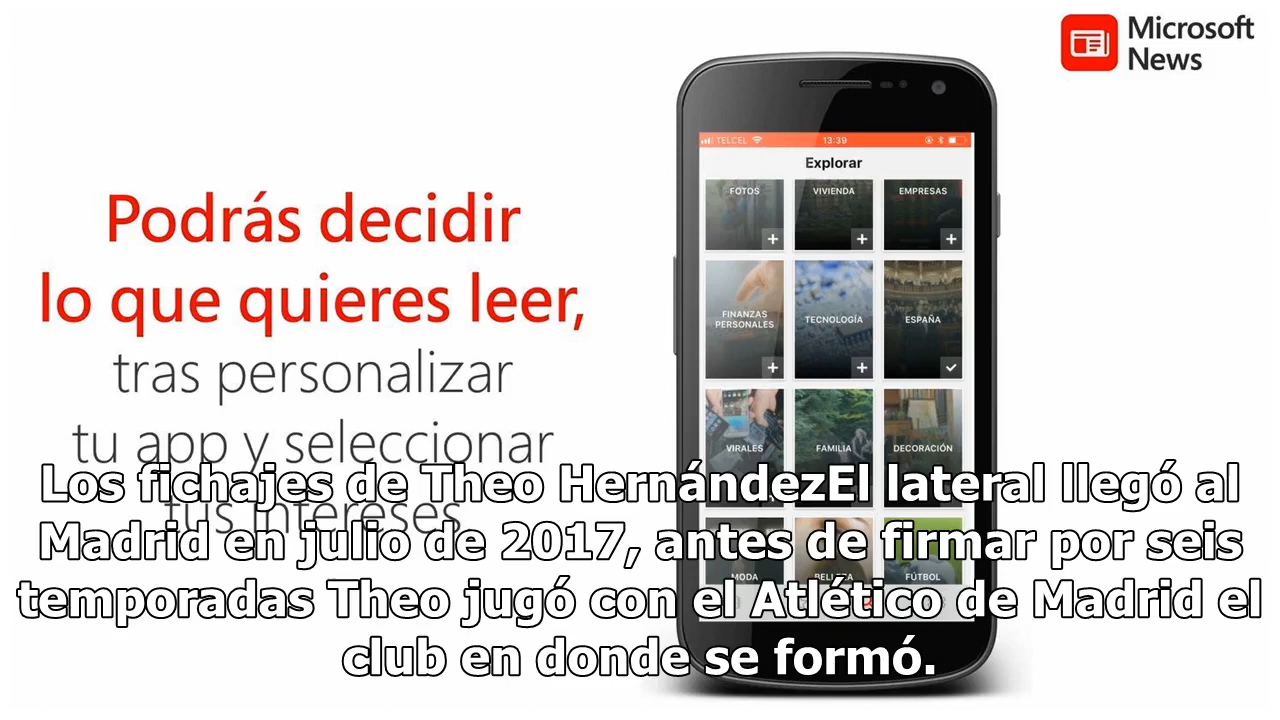 Microsoft
News
TELCEL 13:39
Explorar
FOTOS VIVIENDA EMPRESAS
FINANZAS
PERSONALES TECNOLOGÍA ESPAÑA
VIRALES FAMILIA DECORACIÓN
MODA BELLEZA FÚTBOL
Podrás decidir
lo que quieres leer,
tras personalizar
tu app y seleccionar
tus intereses.
Los fichajes de Theo HernándezEl lateral llegó al
Madrid en julio de 2017, antes de firmar por seis
temporadas Theo jugó con el Atlético de Madrid el
club en donde se formó.